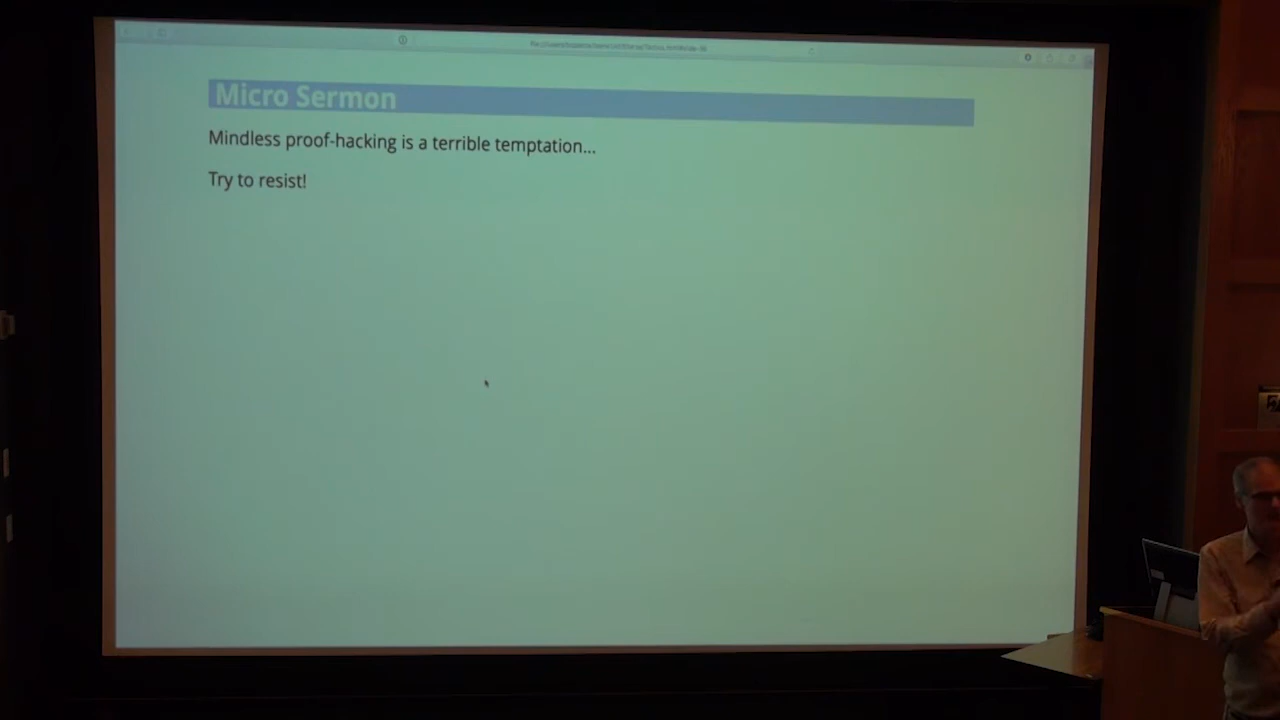 Micro Sermon
Mindless proof-hacking is a terrible temptation...
Try to resist!